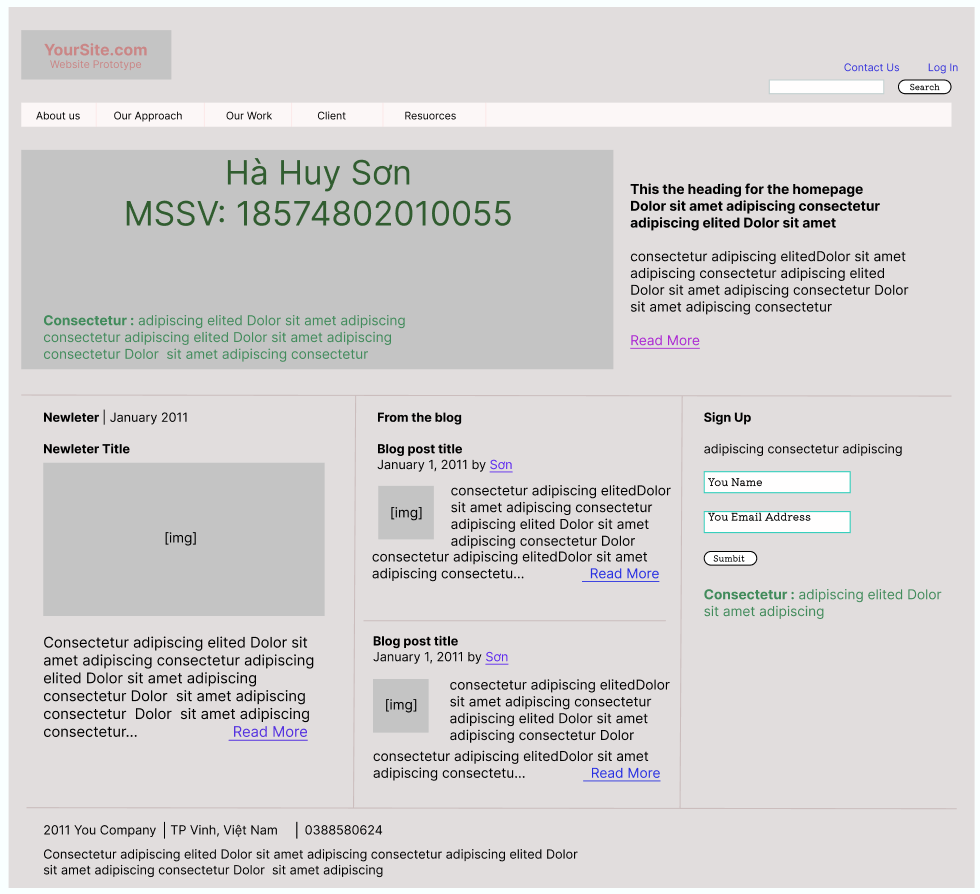 YourSite.com
Website Prototype
Contact Us
Log In
Search
About us
Our Approach
Our Work
Client
Resuorces
Hà Huy Sơn
MSSV: 18574802010055
Consectetur : adipiscing elited Dolor sit amet adipiscing
consectetur adipiscing elited Dolor sit amet adipiscing
consectetur Dolor  sit amet adipiscing consectetur
This the heading for the homepage
Dolor sit amet adipiscing consectetur
adipiscing elited Dolor sit amet
consectetur adipiscing elitedDolor sit amet
adipiscing consectetur adipiscing elited
Dolor sit amet adipiscing consectetur Dolor
sit amet adipiscing consectetur
Read More
Newleter | January 2011
Newleter Title
[img]
Consectetur adipiscing elited Dolor sit
amet adipiscing consectetur adipiscing
elited Dolor sit amet adipiscing
consectetur Dolor  sit amet adipiscing
consectetur  Dolor  sit amet adipiscing
consectetur... Read More
From the blog
Blog post title
January 1, 2011 by Sơn
[img]
consectetur adipiscing elitedDolor
sit amet adipiscing consectetur
adipiscing elited Dolor sit amet
adipiscing consectetur Dolor
consectetur adipiscing elitedDolor sit amet
adipiscing consectetu... Read More
Blog post title
January 1, 2011 by Sơn
[img]
consectetur adipiscing elitedDolor
sit amet adipiscing consectetur
adipiscing elited Dolor sit amet
adipiscing consectetur Dolor
consectetur adipiscing elitedDolor sit amet
adipiscing consectetu... Read More
Sign Up
adipiscing consectetur adipiscing
You Name
You Email Address
Sumbit
Consectetur : adipiscing elited Dolor
sit amet adipiscing
2011 You Company | TP Vinh, Việt Nam | 0388580624
Consectetur adipiscing elited Dolor sit amet adipiscing consectetur adipiscing elited Dolor
sit amet adipiscing consectetur Dolor  sit amet adipiscing